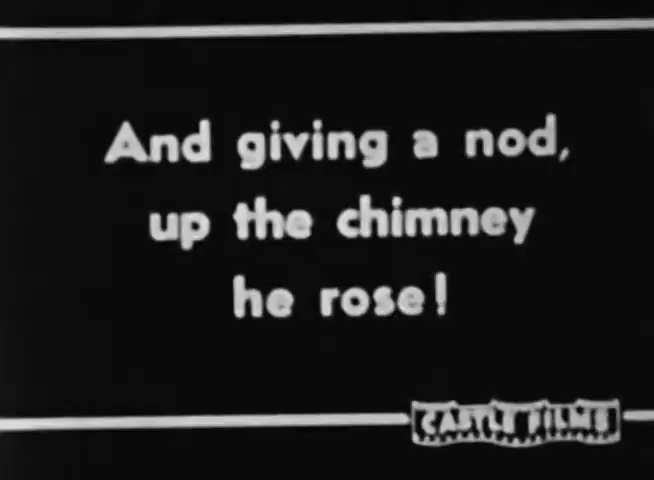 And giving a nod,
up the chimney
he rose!
CASTLE FILMS